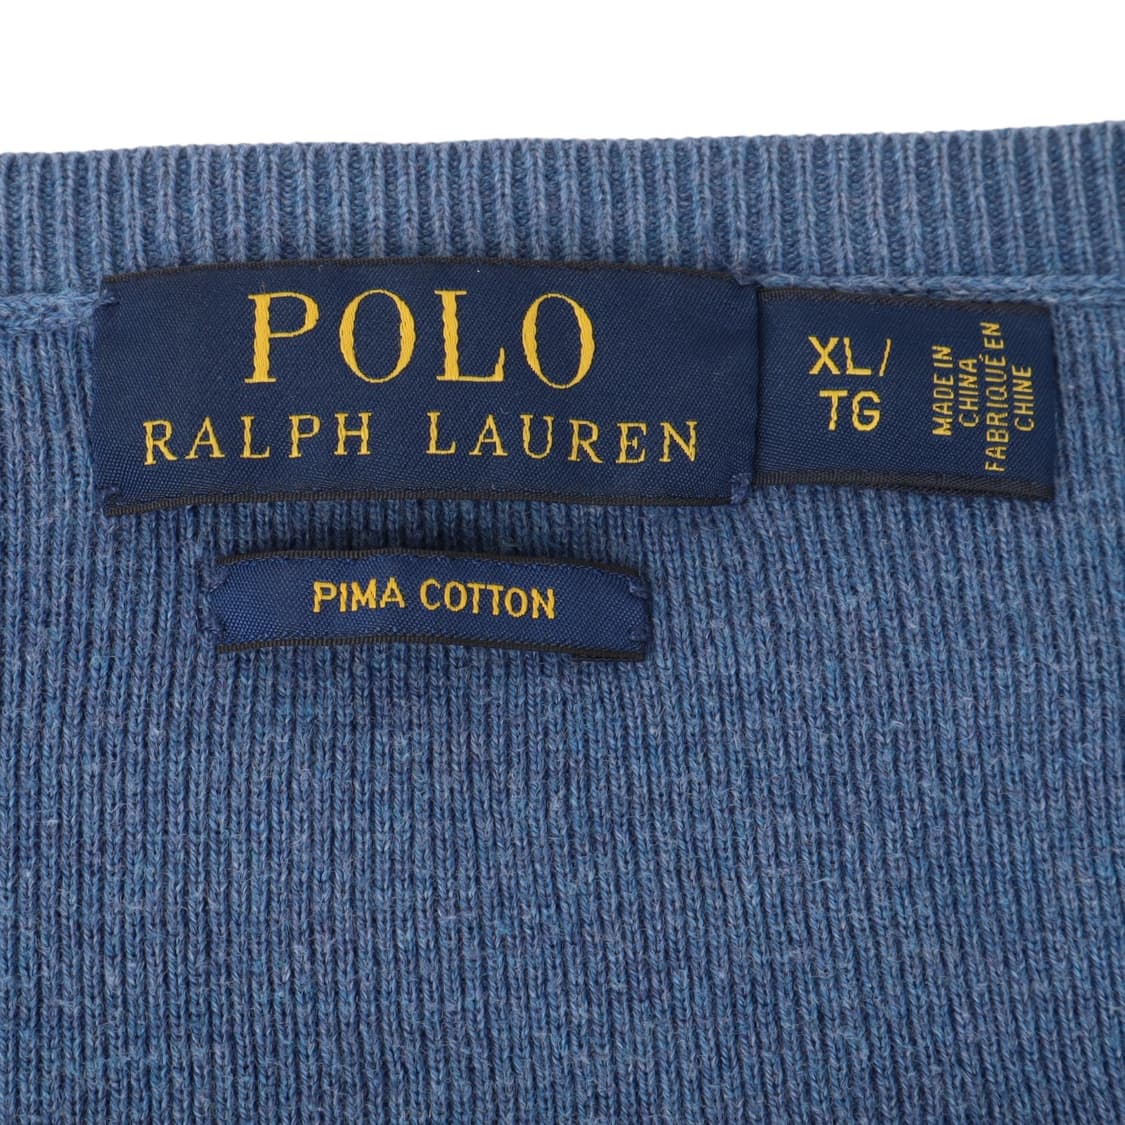 POLO
RALPH LAUREN
XL/
TG
MADE IN
CHINA
FABRIQUÉ EN
CHINE
PIMA COTTON